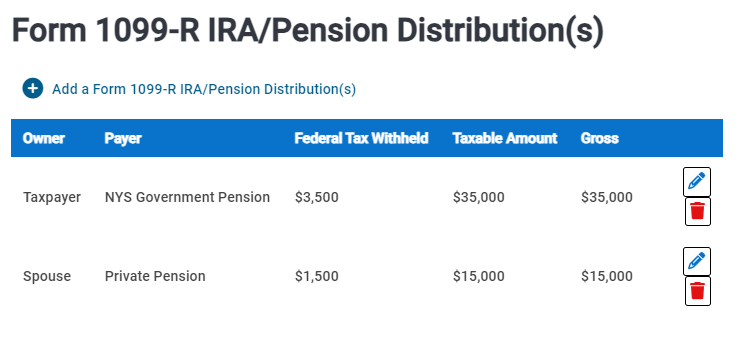 Form 1099-R IRA/Pension Distribution(s)
Add a Form 1099-R IRA/Pension Distribution(s)
Owner Payer Federal Tax Withheld Taxable Amount Gross
Taxpayer NYS Government Pension $3,500 $35,000 $35,000
Spouse Private Pension $1,500 $15,000 $15,000